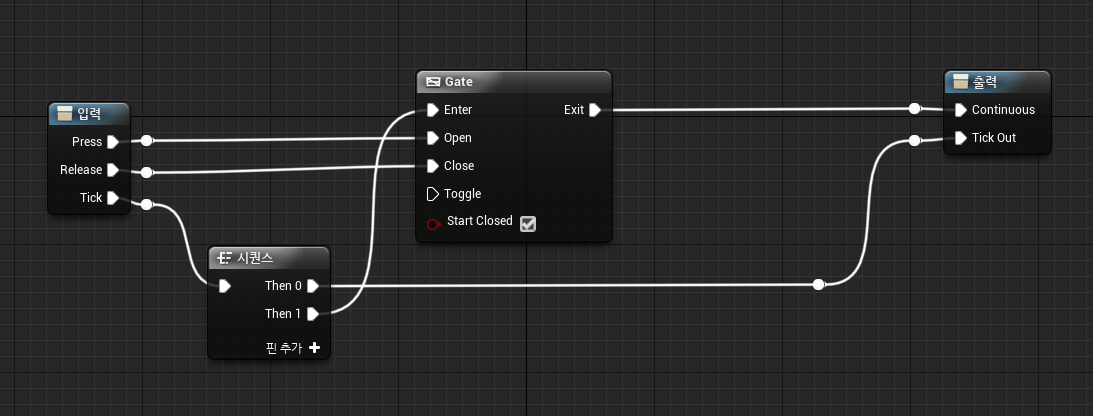 입력
Press
Release
Tick
시퀀스
Then 0
Then 1
핀 추가
Gate
Enter
Exit
Open
Close
Toggle
Start Closed
출력
Continuous
Tick Out